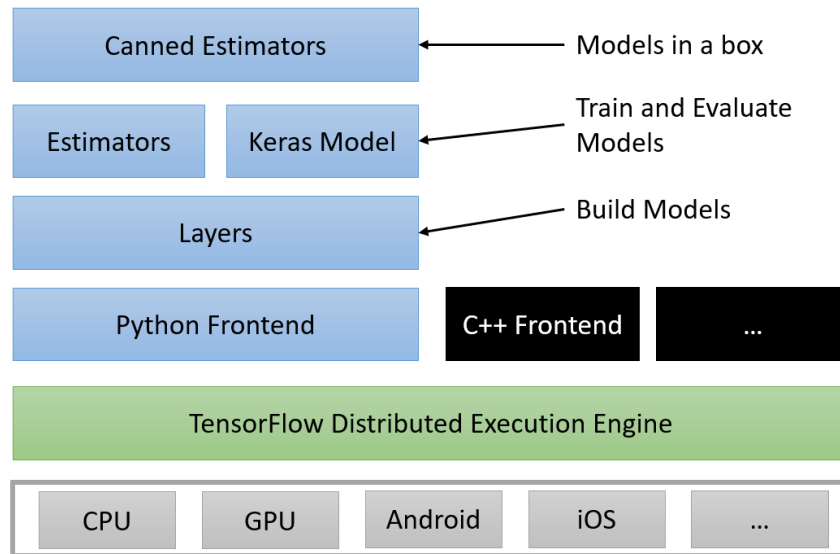 Canned Estimators
Models in a box
Estimators
Keras Model
Train and Evaluate
Models
Layers
Build Models
Python Frontend
C++ Frontend
...
TensorFlow Distributed Execution Engine
CPU
GPU
Android
iOS
...